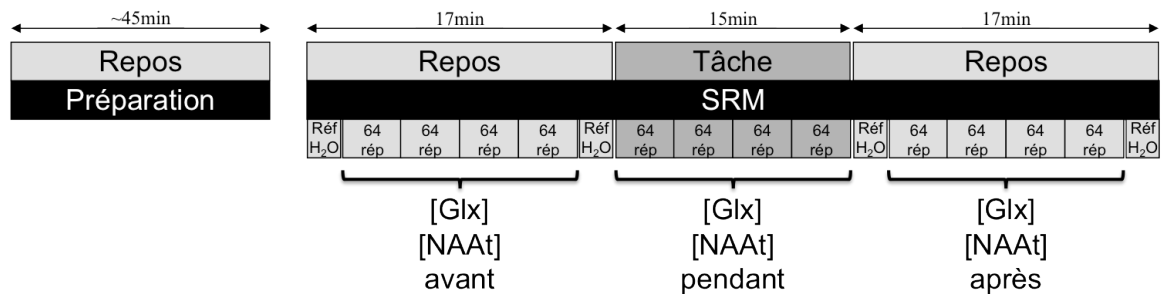 ~45min 17min 15min 17min
Repos Repos Tâche Repos
Préparation SRM
Réf 64 64 64 64 Réf 64 64 64 64 Réf 64 64 64 64 Réf
H₂O rép rép rép rép H₂O rép rép rép rép H₂O rép rép rép rép H₂O
[Glx] [Glx] [Glx]
[NAAt] [NAAt] [NAAt]
avant pendant après